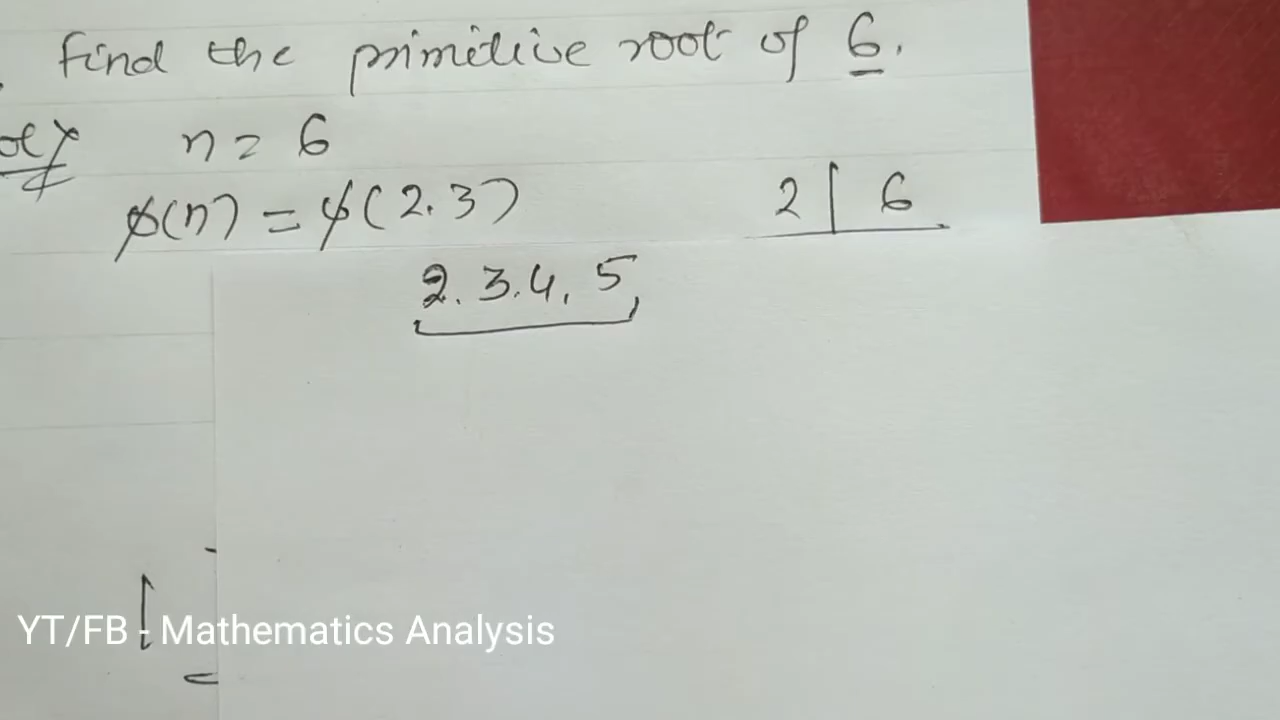 Find the primitive root of 6.
n = 6
ϕ(n) = ϕ(2.3)
2 | 6
2. 3. 4, 5,
YT/FB - Mathematics Analysis